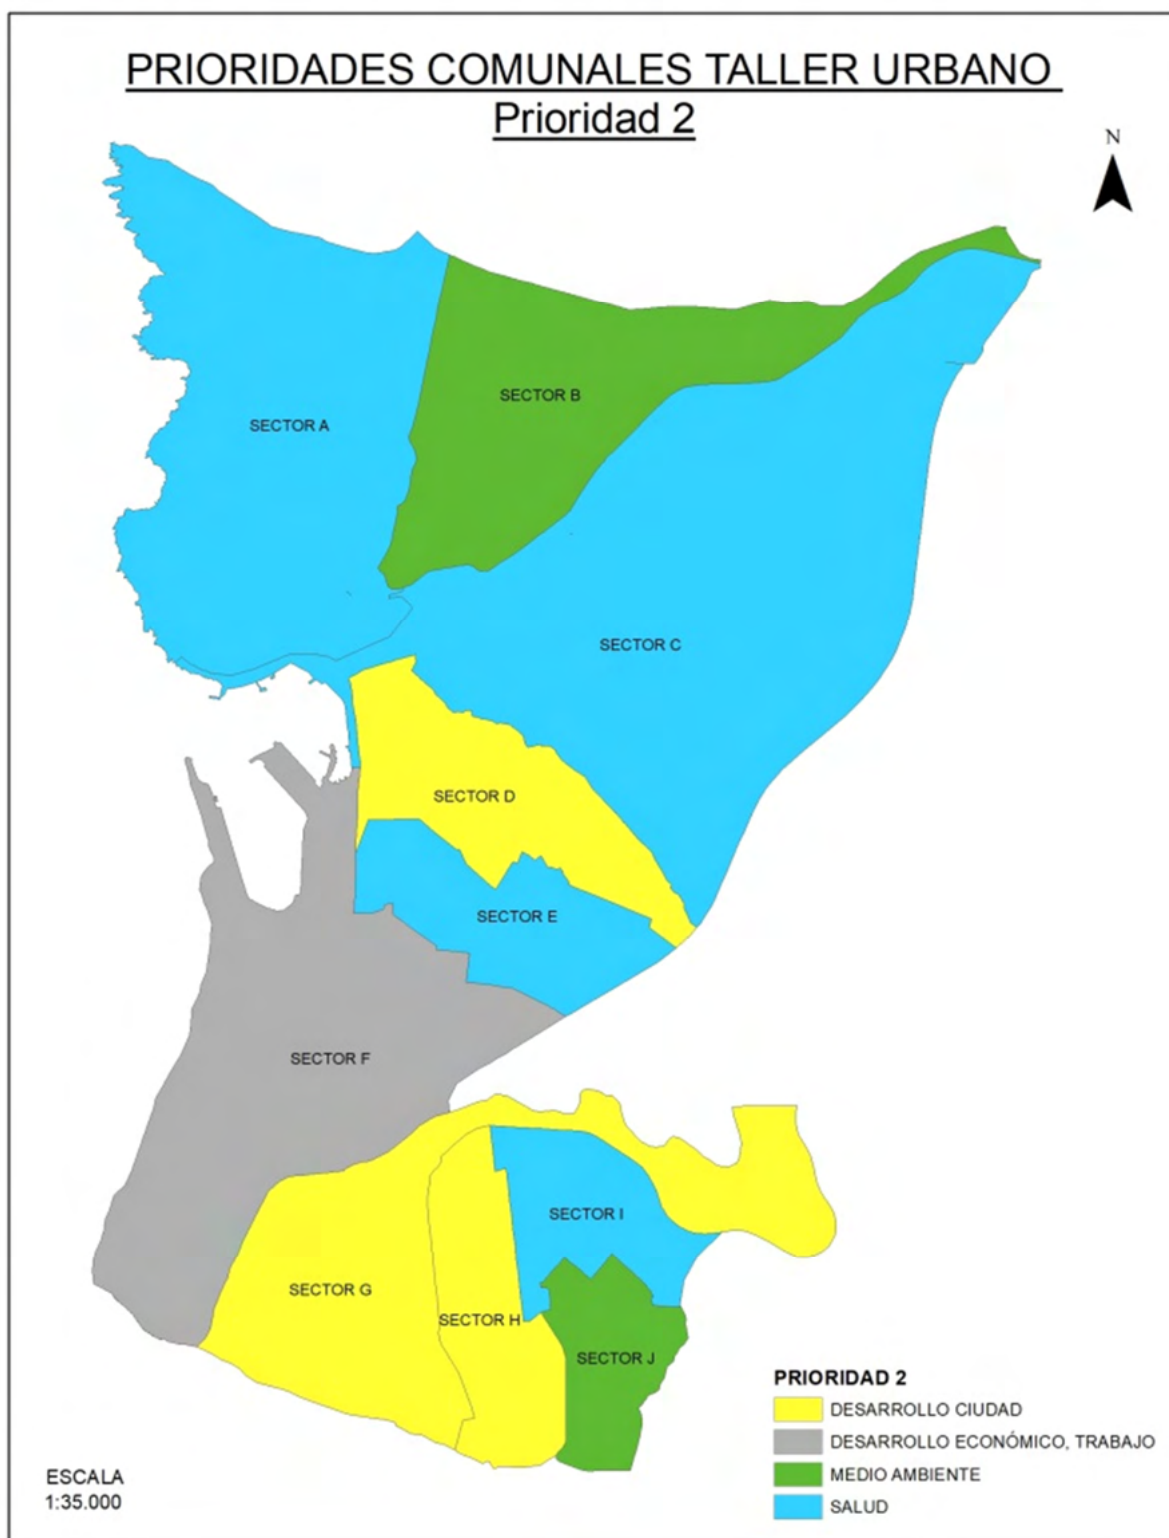 PRIORIDADES COMUNALES TALLER URBANO
Prioridad 2
N
SECTOR B
SECTOR A
SECTOR C
SECTOR D
SECTOR E
SECTOR F
SECTOR I
SECTOR G
SECTOR H
SECTOR J
PRIORIDAD 2
DESARROLLO CIUDAD
DESARROLLO ECONÓMICO, TRABAJO
MEDIO AMBIENTE
SALUD
ESCALA
1:35.000